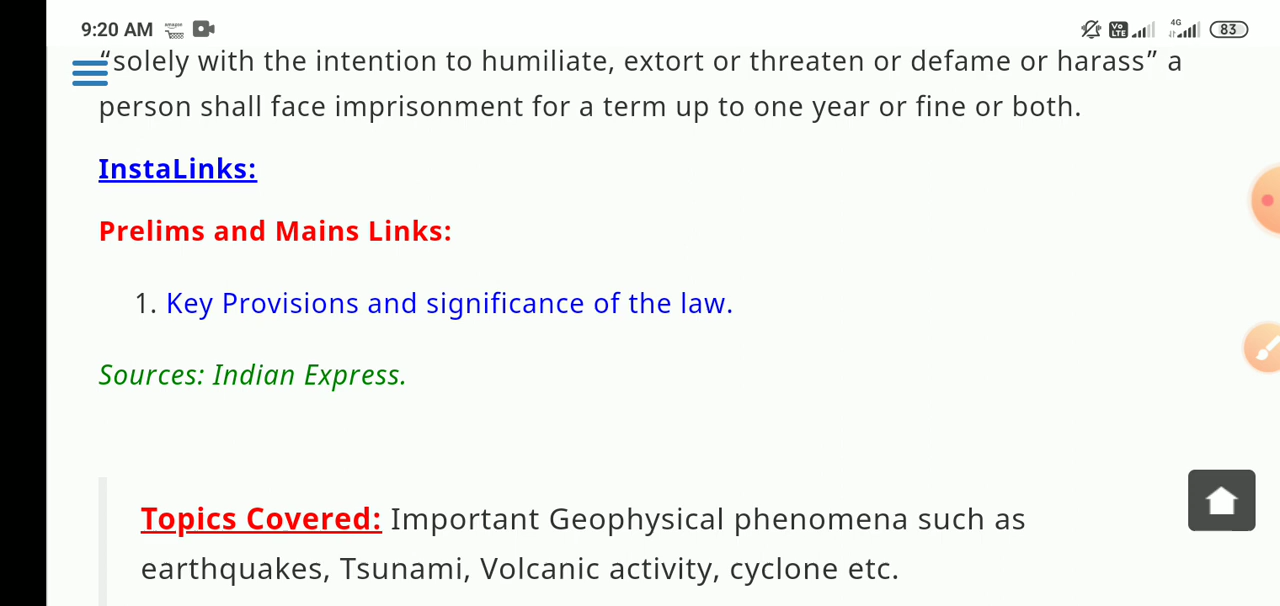 9:20 AM
Vo LTE 4G 83
“solely with the intention to humiliate, extort or threaten or defame or harass” a
person shall face imprisonment for a term up to one year or fine or both.
InstaLinks:
Prelims and Mains Links:
1. Key Provisions and significance of the law.
Sources: Indian Express.
Topics Covered: Important Geophysical phenomena such as
earthquakes, Tsunami, Volcanic activity, cyclone etc.